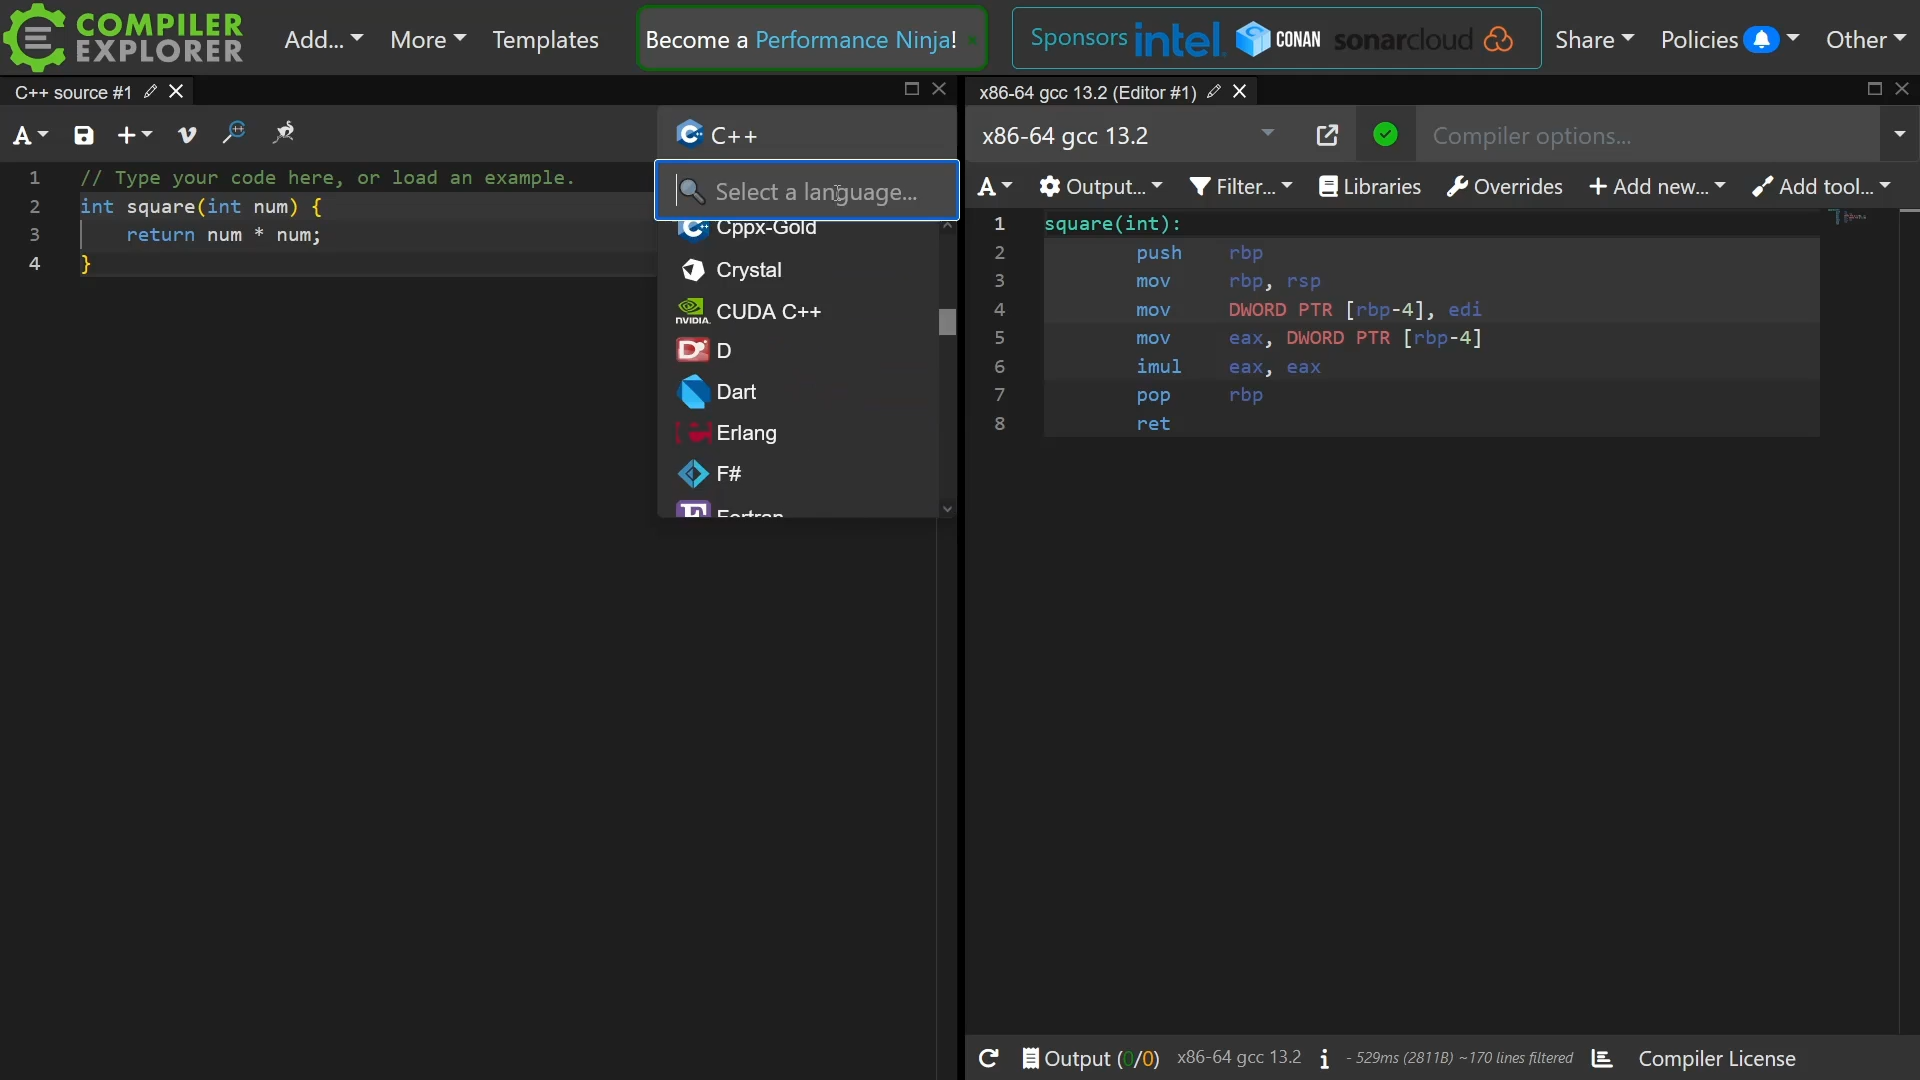 COMPILER
EXPLORER
Add...
More
Templates
Become a Performance Ninja!
Sponsors intel. CONAN sonarcloud
Share
Policies
Other
C++ source #1
A
C++
Select a language...
Cppx-Gold
Crystal
CUDA C++
D
Dart
Erlang
F#
Fortran
1 // Type your code here, or load an example.
2 int square(int num) {
3 return num * num;
4 }
x86-64 gcc 13.2 (Editor #1)
x86-64 gcc 13.2
Compiler options...
A
Output...
Filter...
Libraries
Overrides
Add new...
Add tool...
1 square(int):
2 push rbp
3 mov rbp, rsp
4 mov DWORD PTR [rbp-4], edi
5 mov eax, DWORD PTR [rbp-4]
6 imul eax, eax
7 pop rbp
8 ret
Output (0/0) x86-64 gcc 13.2 i - 529ms (2811B) ~170 lines filtered Compiler License